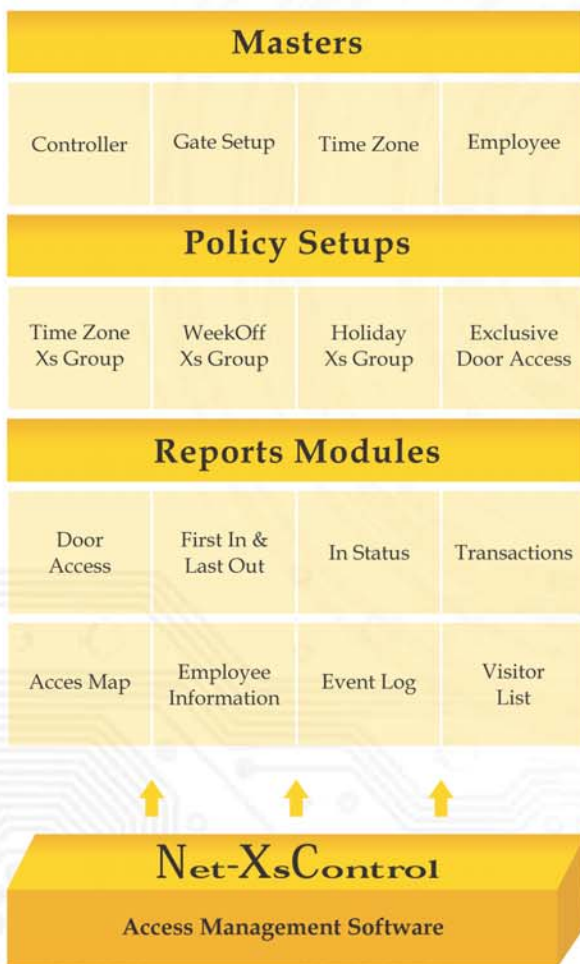 Masters
Controller
Gate Setup
Time Zone
Employee
Policy Setups
Time Zone
Xs Group
WeekOff
Xs Group
Holiday
Xs Group
Exclusive
Door Access
Reports Modules
Door
Access
First In &
Last Out
In Status
Transactions
Acces Map
Employee
Information
Event Log
Visitor
List
Net-XsControl
Access Management Software